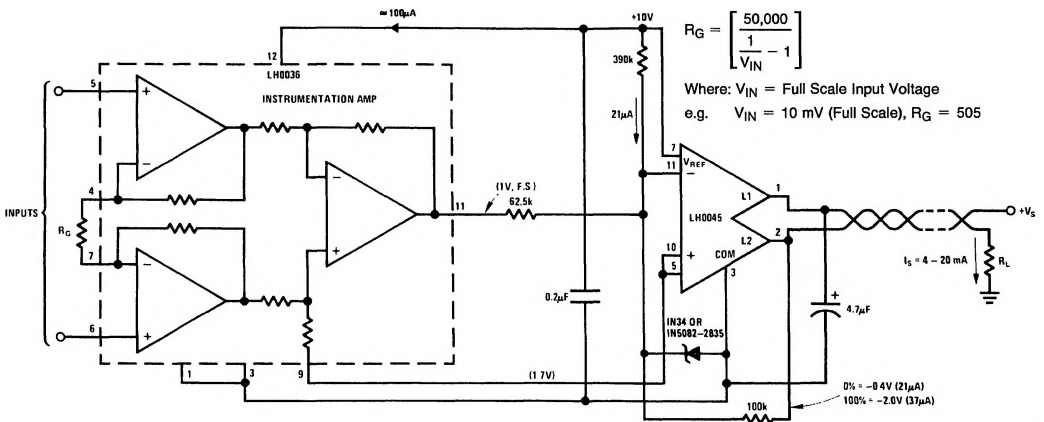 ≃100μA
+10V
R_G = [50,000 / (1/V_IN − 1)]
Where: V_IN = Full Scale Input Voltage
e.g. V_IN = 10 mV (Full Scale), R_G = 505
12
LH0036
INSTRUMENTATION AMP
390k
21μA
5
+
−
4
INPUTS
R_G
7
−
+
6
−
+
11
(1V, F.S)
62.5k
7
V_REF
11
−
L1
1
LH0045
L2
2
10
+
5
COM
3
+V_S
I_S = 4 – 20 mA
R_L
0.2μF
+
4.7μF
IN34 OR
IN5082–2835
1
3
9
(1 7V)
100k
0% = –0.4V (21μA)
100% = –2.0V (37μA)